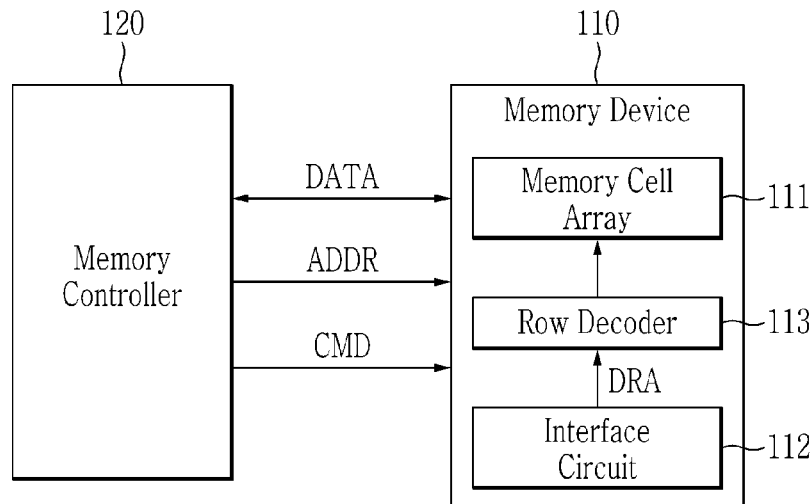 120
110
Memory Device
DATA
Memory Cell
Array
111
Memory
Controller
ADDR
Row Decoder
113
CMD
DRA
Interface
Circuit
112